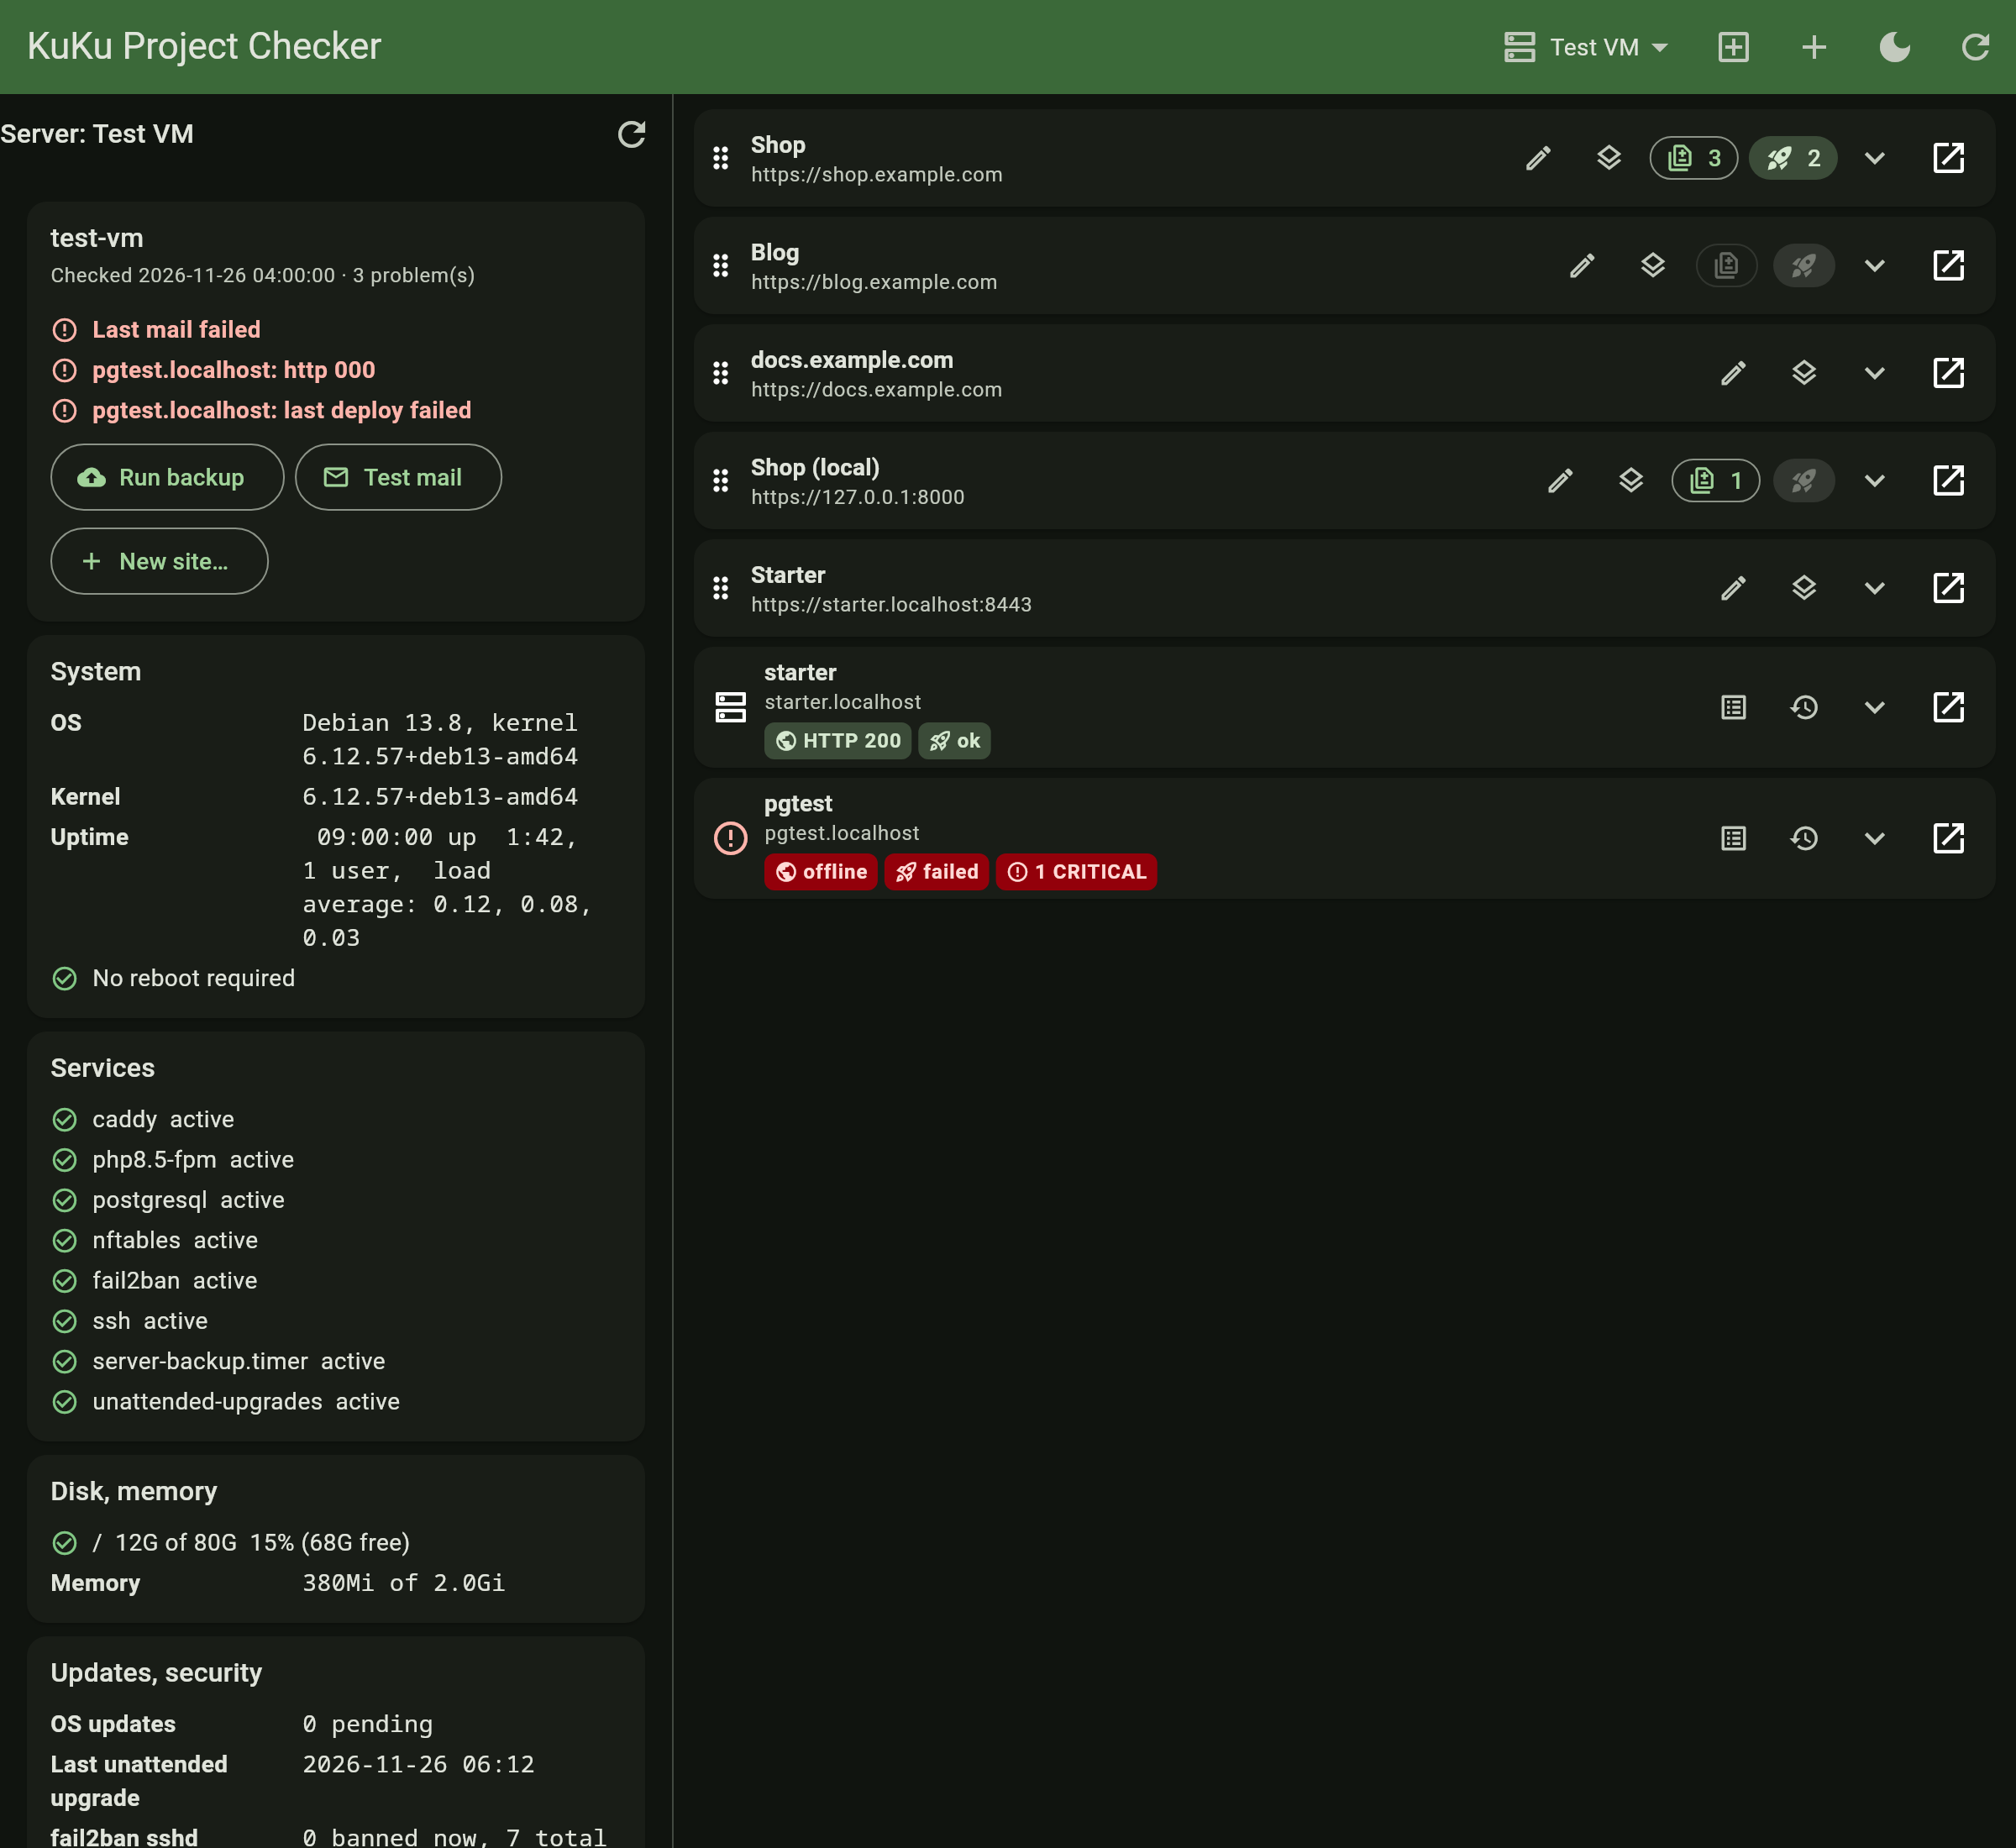 KuKu Project Checker
Test VM
Server: Test VM
test-vm
Checked 2026-11-26 04:00:00 · 3 problem(s)
Last mail failed
pgtest.localhost: http 000
pgtest.localhost: last deploy failed
Run backup
Test mail
New site…
System
OS
Debian 13.8, kernel
6.12.57+deb13-amd64
Kernel
6.12.57+deb13-amd64
Uptime
09:00:00 up  1:42,
1 user,  load
average: 0.12, 0.08,
0.03
No reboot required
Services
caddy active
php8.5-fpm active
postgresql active
nftables active
fail2ban active
ssh active
server-backup.timer active
unattended-upgrades active
Disk, memory
/ 12G of 80G 15% (68G free)
Memory
380Mi of 2.0Gi
Updates, security
OS updates
0 pending
Last unattended
upgrade
2026-11-26 06:12
fail2ban sshd
0 banned now, 7 total
Shop
https://shop.example.com
3
2
Blog
https://blog.example.com
docs.example.com
https://docs.example.com
Shop (local)
https://127.0.0.1:8000
1
Starter
https://starter.localhost:8443
starter
starter.localhost
HTTP 200
ok
pgtest
pgtest.localhost
offline
failed
1 CRITICAL